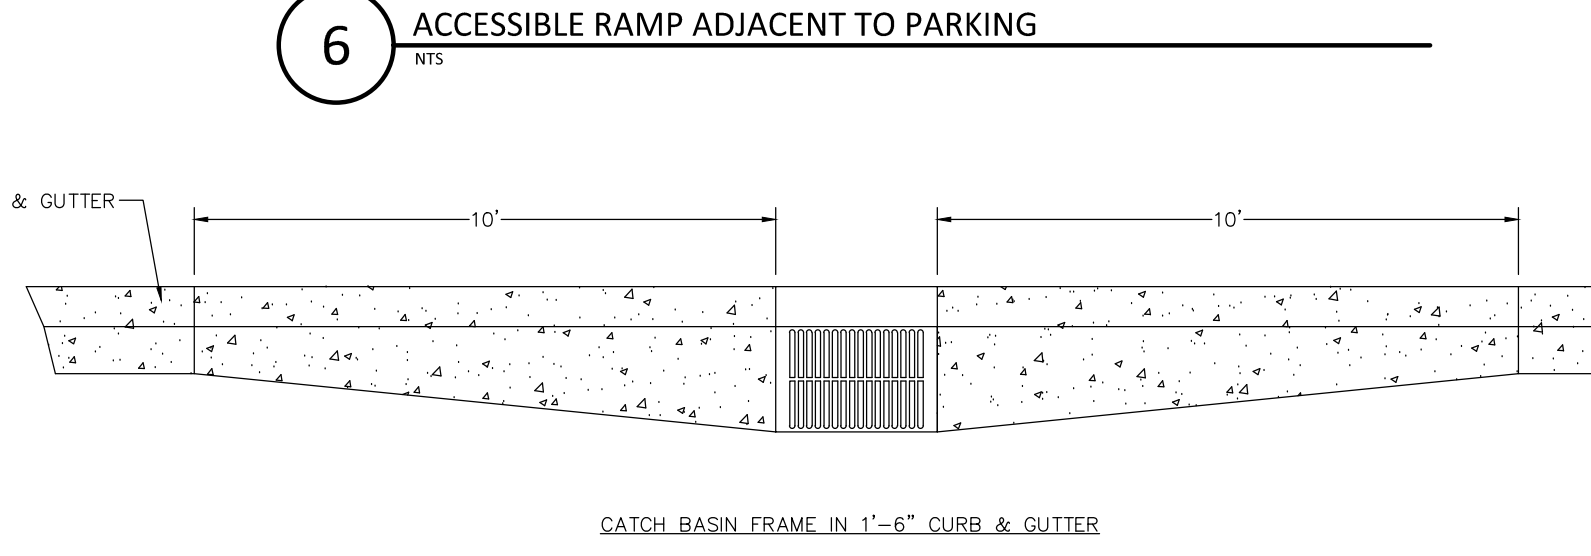 6
ACCESSIBLE RAMP ADJACENT TO PARKING
NTS
& GUTTER
10'
10'
CATCH BASIN FRAME IN 1'-6" CURB & GUTTER